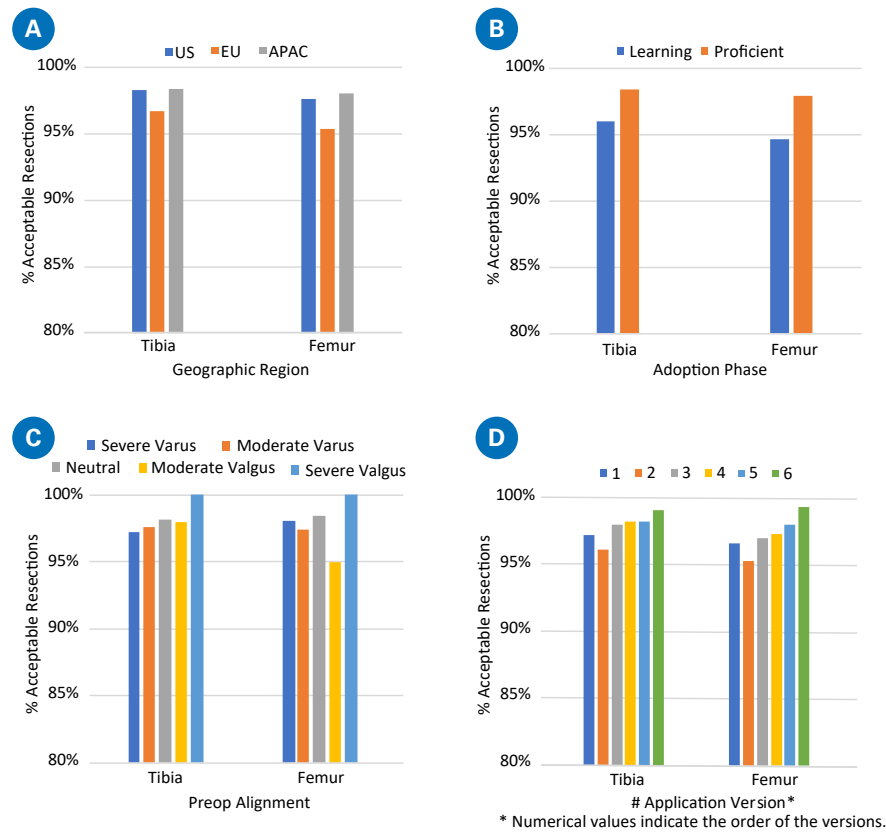 A
US EU APAC
100%
95%
90%
85%
80%
% Acceptable Resections
Tibia Femur
Geographic Region
B
Learning Proficient
100%
95%
90%
85%
80%
% Acceptable Resections
Tibia Femur
Adoption Phase
C
Severe Varus Moderate Varus
Neutral Moderate Valgus Severe Valgus
100%
95%
90%
85%
80%
% Acceptable Resections
Tibia Femur
Preop Alignment
D
1 2 3 4 5 6
100%
95%
90%
85%
80%
% Acceptable Resections
Tibia Femur
# Application Version*
* Numerical values indicate the order of the versions.